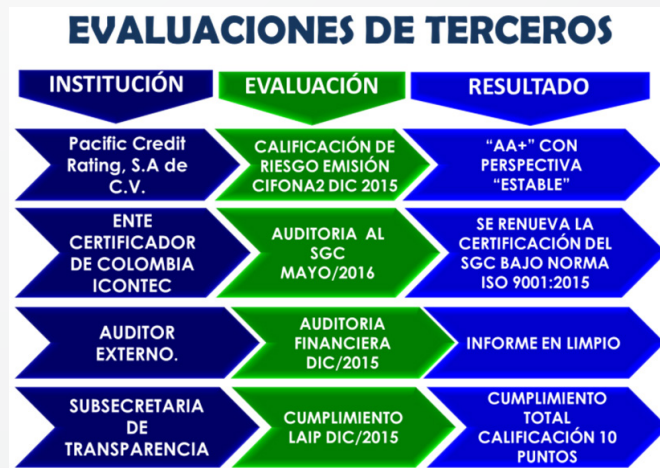 EVALUACIONES DE TERCEROS
INSTITUCIÓN
EVALUACIÓN
RESULTADO
Pacific Credit
Rating, S.A de
C.V.
CALIFICACIÓN DE
RIESGO EMISIÓN
CIFONA2 DIC 2015
"AA+" CON
PERSPECTIVA
"ESTABLE"
ENTE
CERTIFICADOR
DE COLOMBIA
ICONTEC
AUDITORIA AL
SGC
MAYO/2016
SE RENUEVA LA
CERTIFICACIÓN DEL
SGC BAJO NORMA
ISO 9001:2015
AUDITOR
EXTERNO.
AUDITORIA
FINANCIERA
DIC/2015
INFORME EN LIMPIO
SUBSECRETARIA
DE
TRANSPARENCIA
CUMPLIMIENTO
LAIP DIC/2015
CUMPLIMIENTO
TOTAL
CALIFICACIÓN 10
PUNTOS